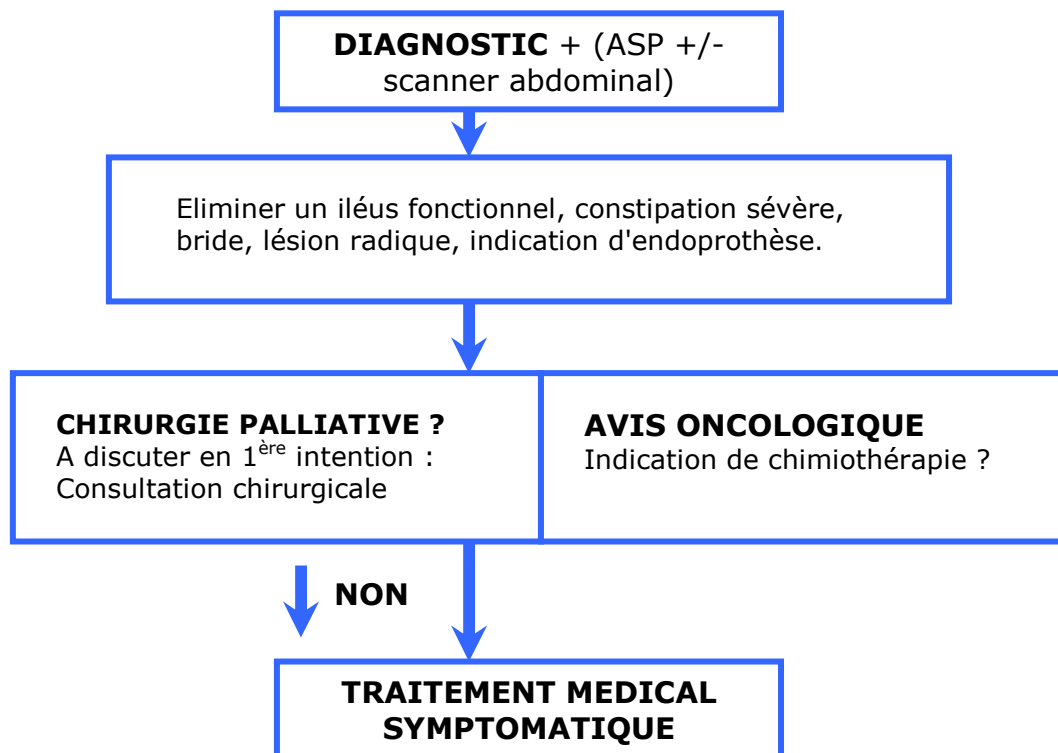 DIAGNOSTIC + (ASP +/-
scanner abdominal)
Eliminer un iléus fonctionnel, constipation sévère,
bride, lésion radique, indication d'endoprothèse.
CHIRURGIE PALLIATIVE ?
A discuter en 1ère intention :
Consultation chirurgicale
AVIS ONCOLOGIQUE
Indication de chimiothérapie ?
NON
TRAITEMENT MEDICAL
SYMPTOMATIQUE